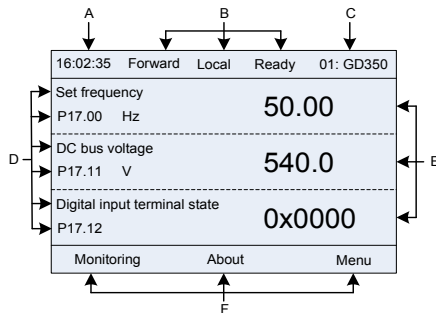 A B C
16:02:35 Forward Local Ready 01: GD350
Set frequency
P17.00 Hz 50.00
DC bus voltage
D P17.11 V 540.0 E
Digital input terminal state
P17.12 0x0000
Monitoring About Menu
F